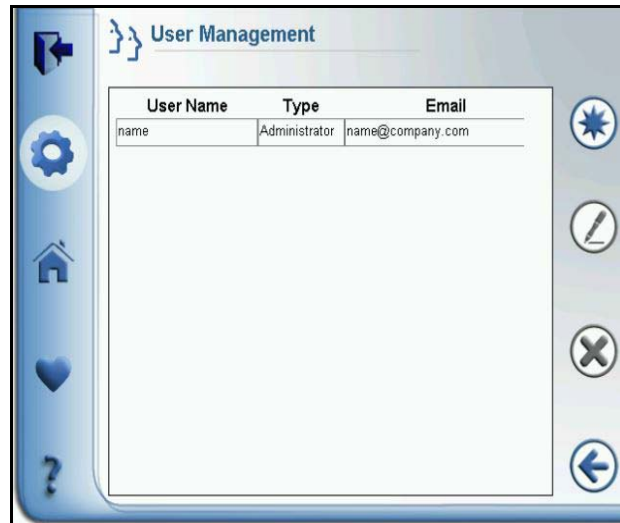 User Management
User Name Type Email
name Administrator name@company.com
?